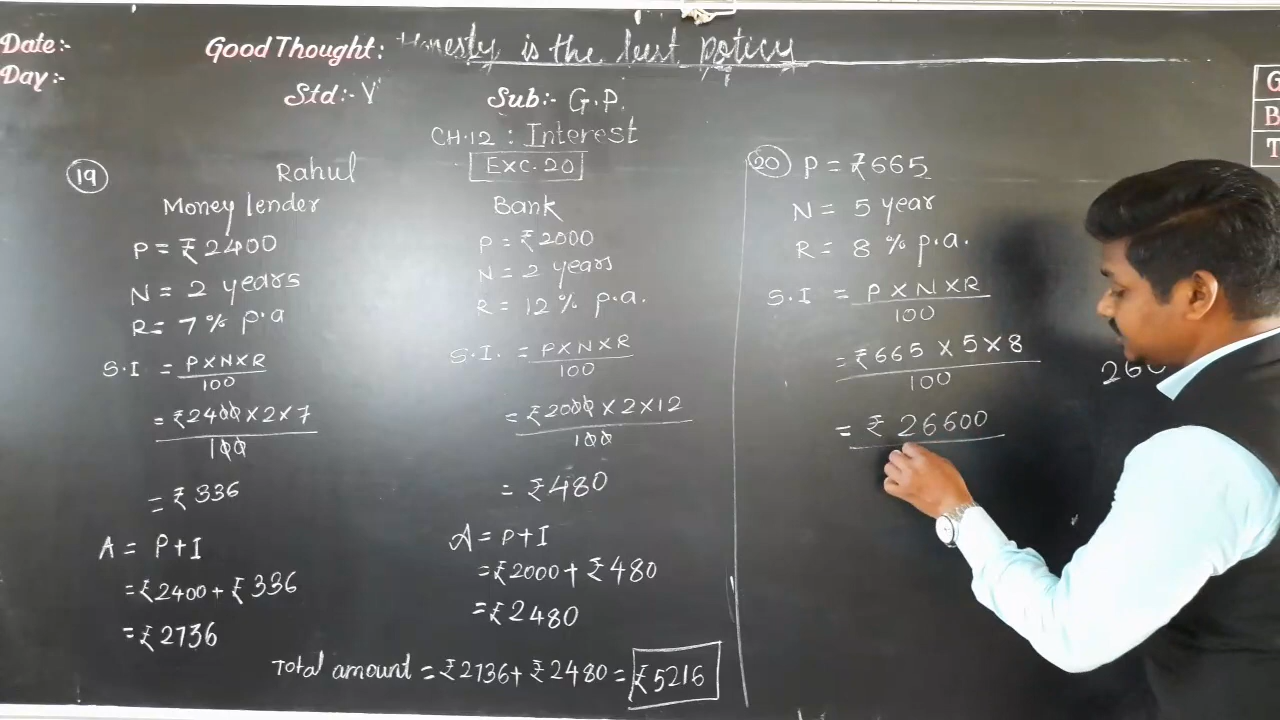 Date:-
Day:-
Good Thought: Honesty is the best policy
Std:- V
Sub:- G.P.
CH.12 : Interest
Exc. 20
G
B
T
19
Rahul
Money lender
P = ₹2400
N = 2 years
R = 7% p.a
S.I = P×N×R
100
= ₹2400×2×7
100
= ₹336
A = P+I
= ₹2400 + ₹336
= ₹2736
Bank
P = ₹2000
N = 2 years
R = 12% p.a.
S.I. = P×N×R
100
= ₹2000×2×12
100
= ₹480
A = P+I
= ₹2000 + ₹480
= ₹2480
Total amount = ₹2736 + ₹2480 = ₹5216
20 P = ₹665
N = 5 year
R = 8 % p.a.
S.I = P×N×R
100
= ₹665 × 5 × 8
100
= ₹ 26600